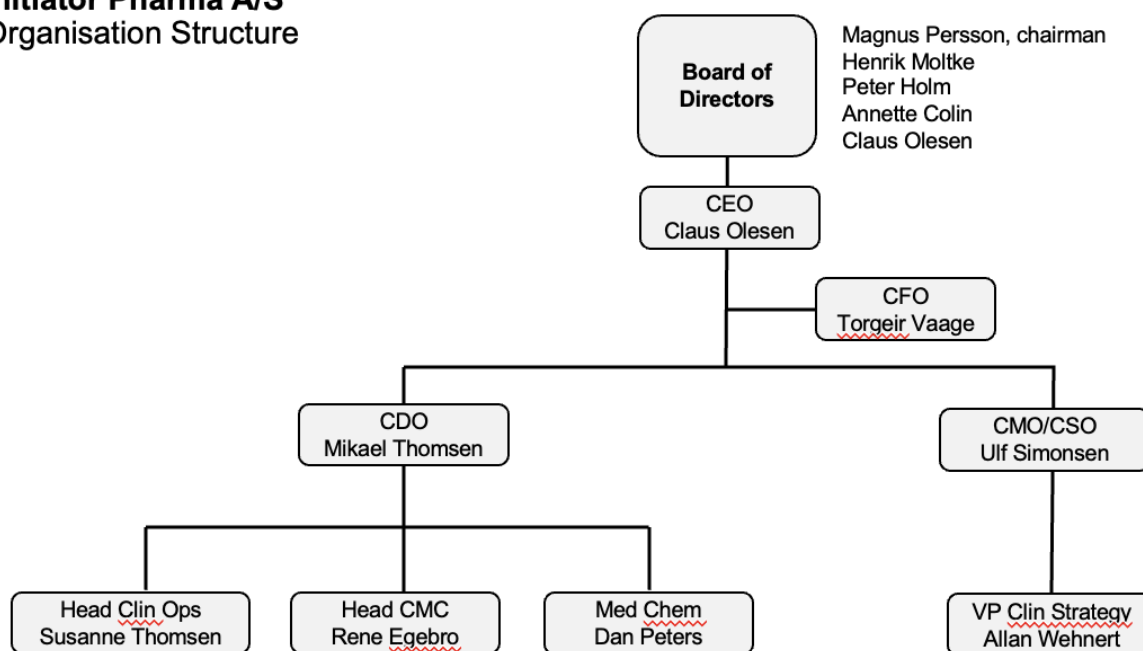 nitiator Pharma A/S
Organisation Structure
Board of
Directors
Magnus Persson, chairman
Henrik Moltke
Peter Holm
Annette Colin
Claus Olesen
CEO
Claus Olesen
CFO
Torgeir Vaage
CDO
Mikael Thomsen
CMO/CSO
Ulf Simonsen
Head Clin Ops
Susanne Thomsen
Head CMC
Rene Egebro
Med Chem
Dan Peters
VP Clin Strategy
Allan Wehnert